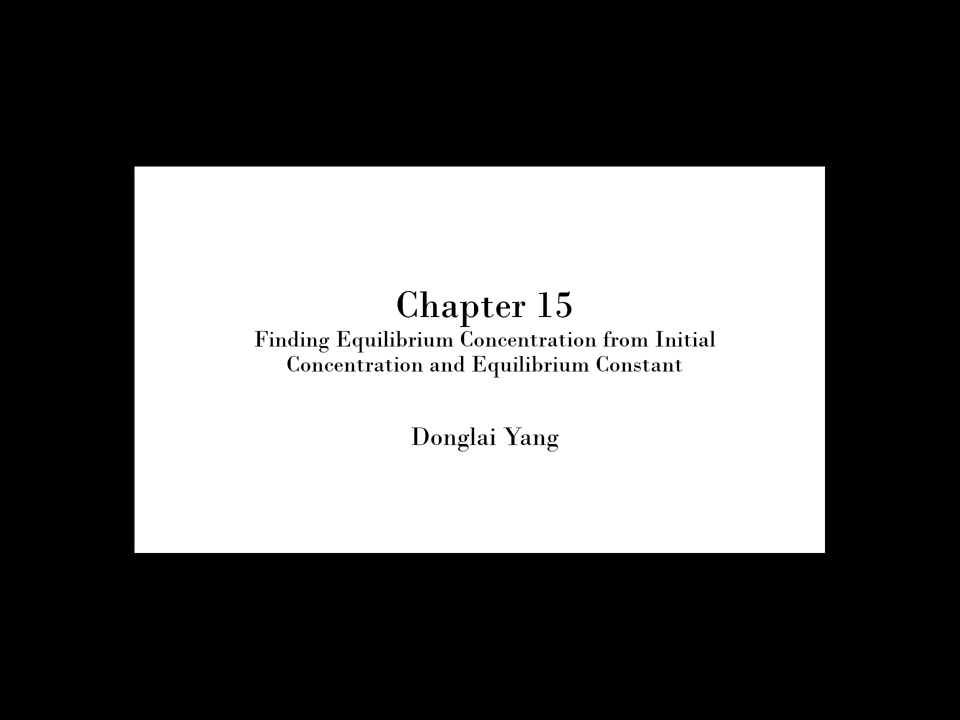 Chapter 15
Finding Equilibrium Concentration from Initial
Concentration and Equilibrium Constant
Donglai Yang